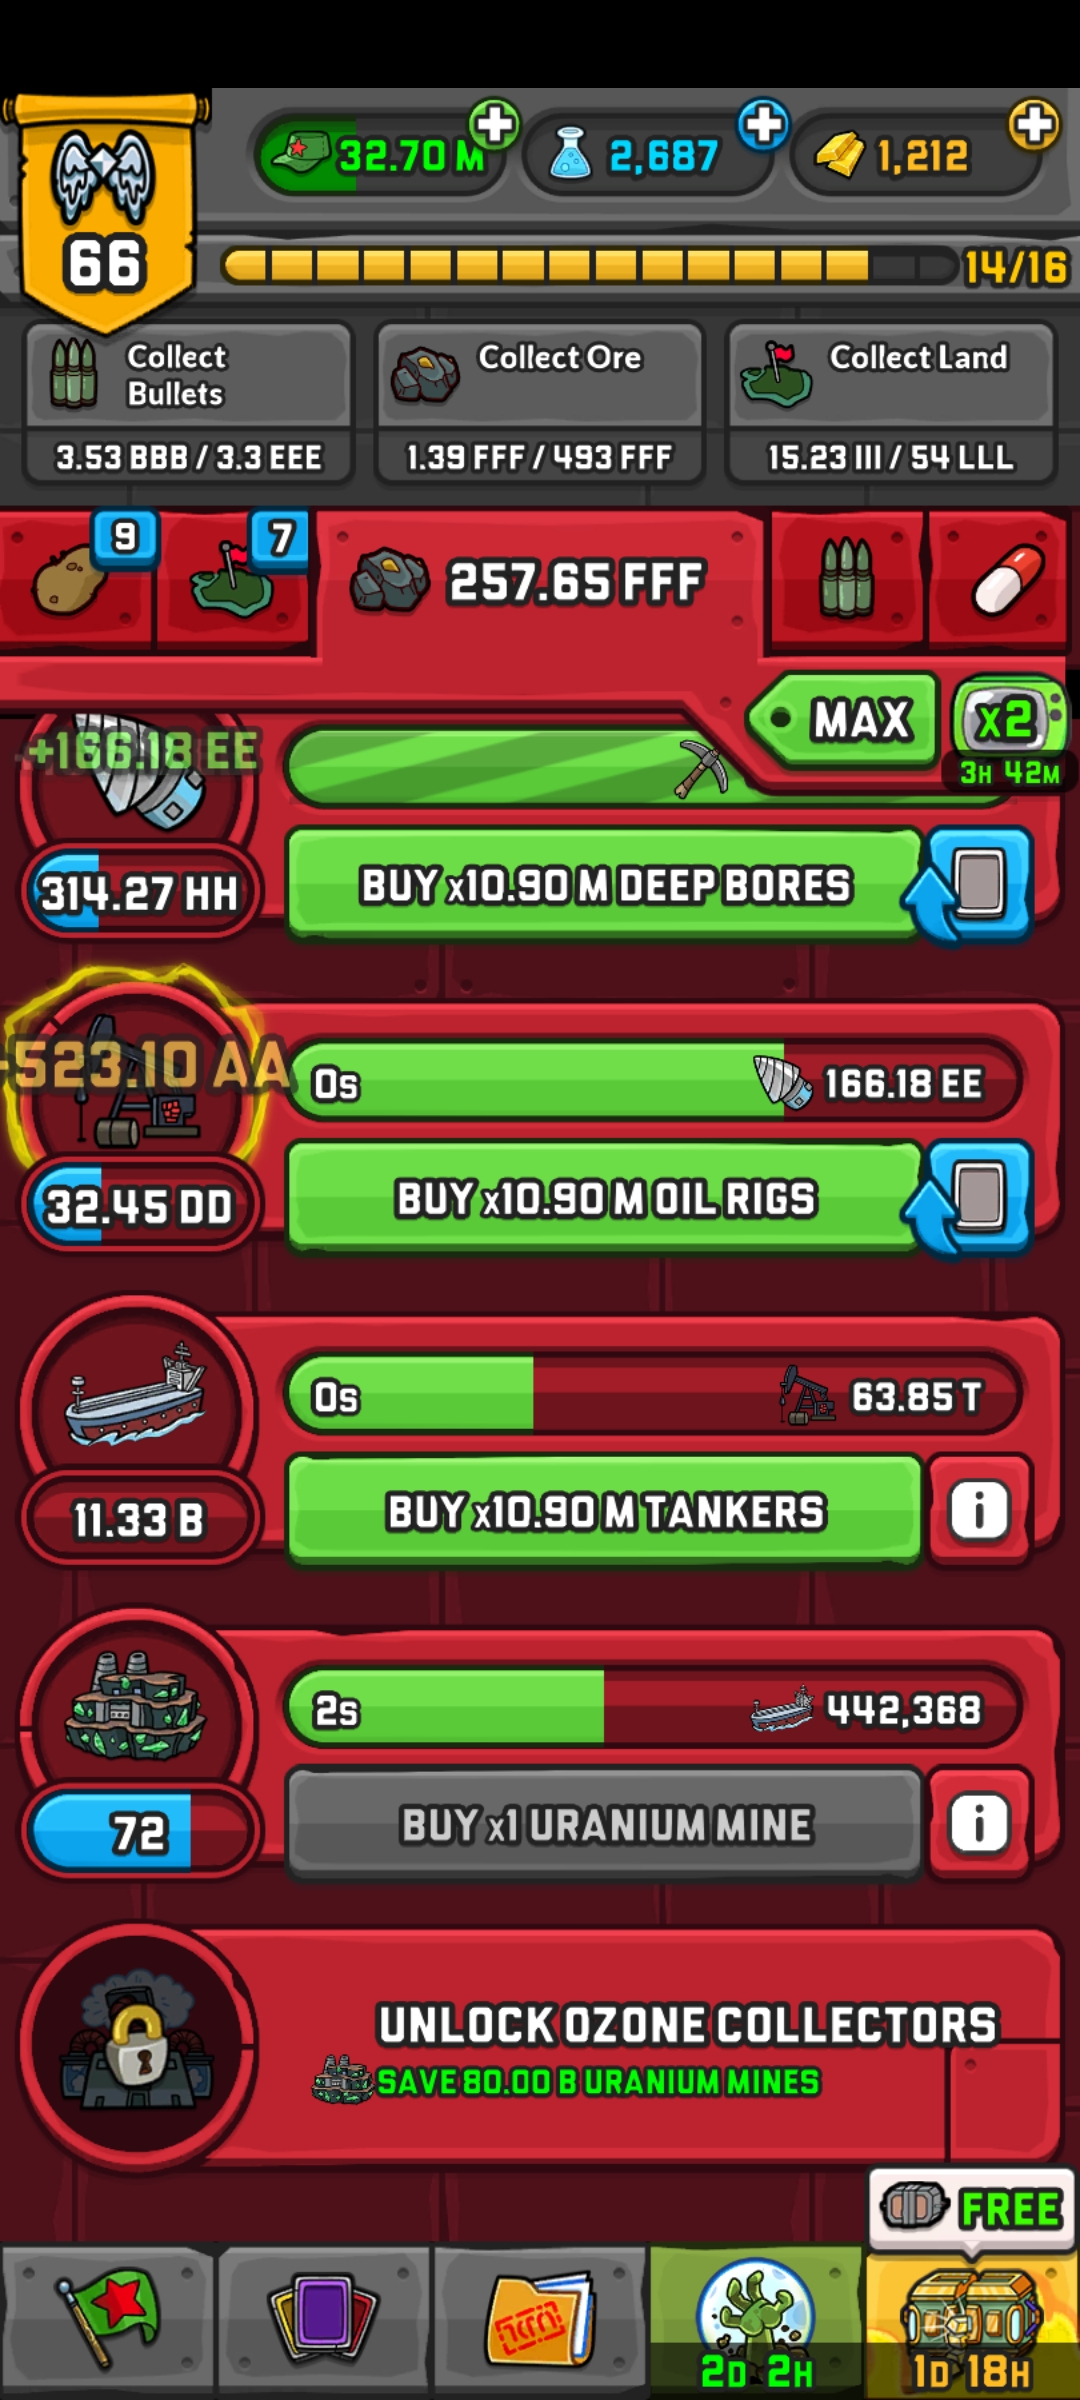 32.70 M
2,687
1,212
66
14/16
Collect
Bullets
Collect Ore
Collect Land
3.53 BBB / 3.3 EEE
1.39 FFF / 493 FFF
15.23 III / 54 LLL
9
7
257.65 FFF
MAX
x2
3H 42M
+166.18 EE
314.27 HH
BUY x10.90 M DEEP BORES
+523.10 AA
0s
166.18 EE
32.45 DD
BUY x10.90 M OIL RIGS
0s
63.85 T
11.33 B
BUY x10.90 M TANKERS
i
2s
442,368
72
BUY x1 URANIUM MINE
i
UNLOCK OZONE COLLECTORS
SAVE 80.00 B URANIUM MINES
FREE
2D 2H
1D 18H